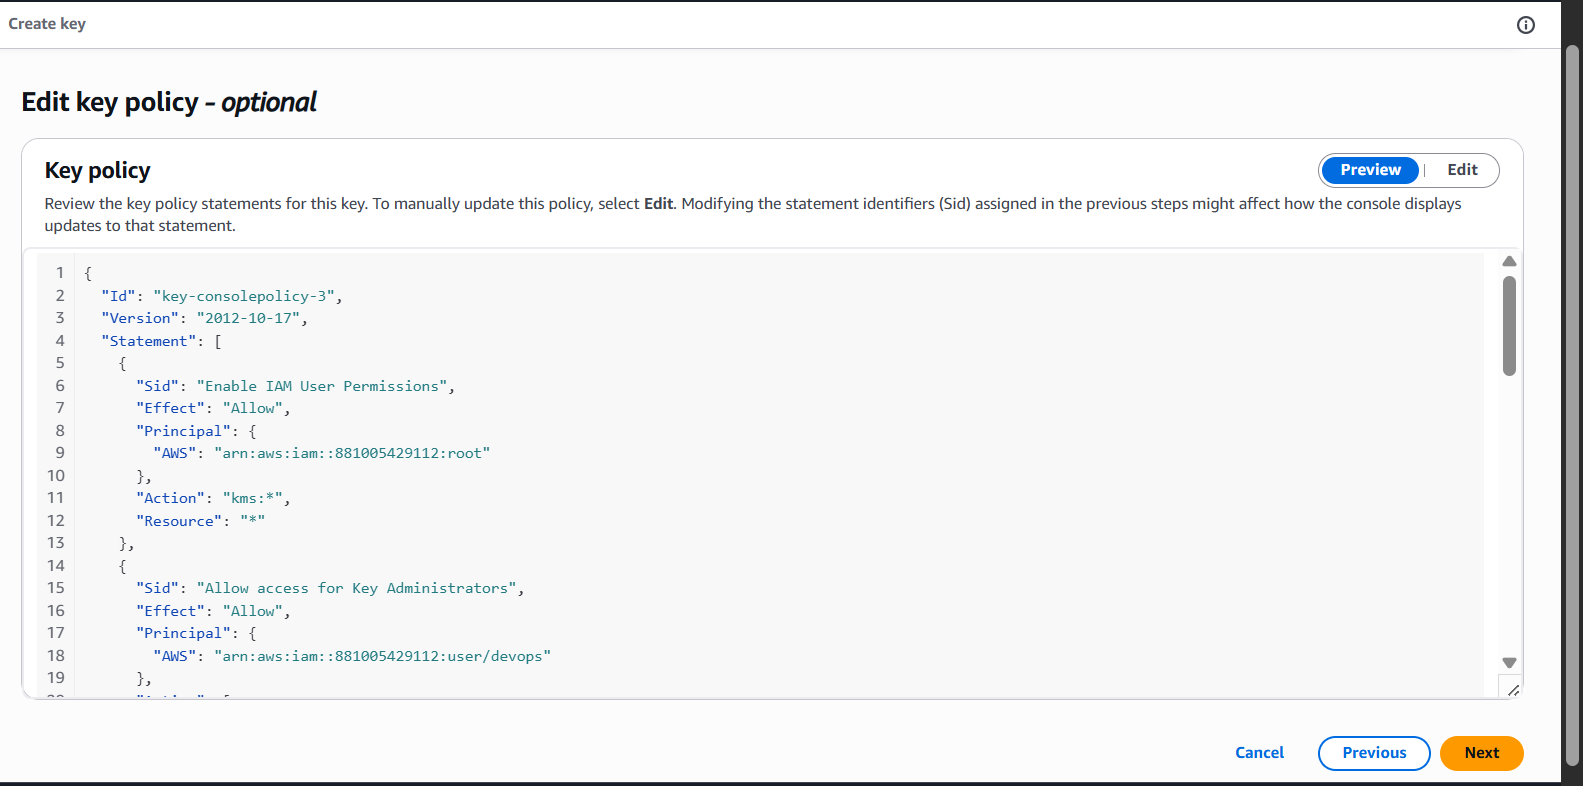 Create key
Edit key policy - optional
Key policy
Preview
Edit
Review the key policy statements for this key. To manually update this policy, select Edit. Modifying the statement identifiers (Sid) assigned in the previous steps might affect how the console displays
updates to that statement.
1 {
2 "Id": "key-consolepolicy-3",
3 "Version": "2012-10-17",
4 "Statement": [
5 {
6 "Sid": "Enable IAM User Permissions",
7 "Effect": "Allow",
8 "Principal": {
9 "AWS": "arn:aws:iam::881005429112:root"
10 },
11 "Action": "kms:*",
12 "Resource": "*"
13 },
14 {
15 "Sid": "Allow access for Key Administrators",
16 "Effect": "Allow",
17 "Principal": {
18 "AWS": "arn:aws:iam::881005429112:user/devops"
19 },
Cancel
Previous
Next